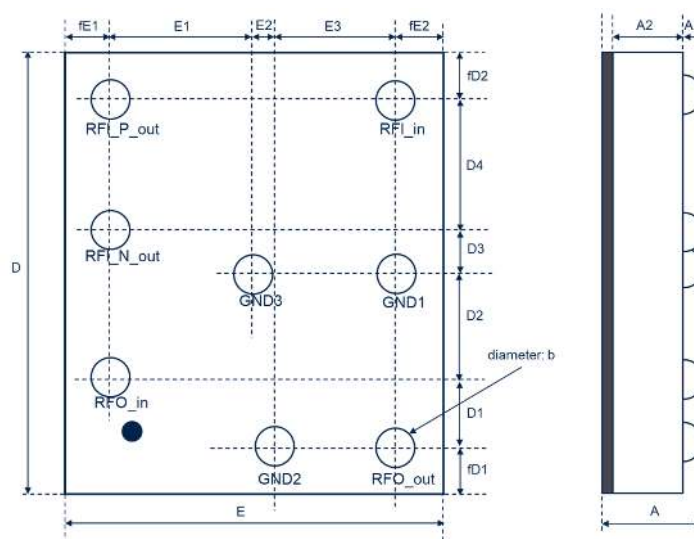 fE1 E1 E2 E3 fE2 A2 A
fD2
RFI_P_out RFI_in
D4
RFI_N_out D3
D
GND3 GND1
D2
diameter: b
RFO_in D1
GND2 RFO_out fD1
E A